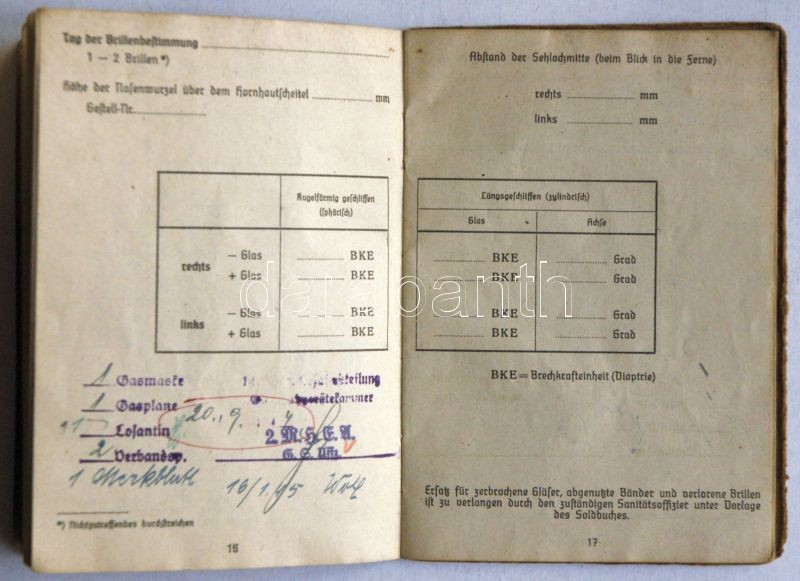 Tag der Brillenbestimmung
1 — 2 Brillen*)
Höhe der Nasenwurzel über dem Hornhautscheitel mm
Gestell-Nr.
Kugelförmig geschliffen
(sphärisch)
rechts
— Glas BKE
+ Glas BKE
links
— Glas BKE
+ Glas BKE
1 Gasmaske
1 Gasplane
Losantin
2 Verbandsp.
1 Merkblatt
20. 9.
2. M.
G. S. Uffz.
16/1.45
*) Nichtzutreffendes durchstreichen
16
Abstand der Sehlochmitte (beim Blick in die Ferne)
rechts mm
links mm
Längsgeschliffen (zylindrisch)
Glas Achse
BKE Grad
BKE Grad
BKE Grad
BKE Grad
BKE = Brechkrafteinheit (Dioptrie)
Ersatz für zerbrochene Gläser, abgenutzte Bänder und verlorene Brillen
ist zu verlangen durch den zuständigen Sanitätsoffizier unter Vorlage
des Soldbuches.
17
darabanth